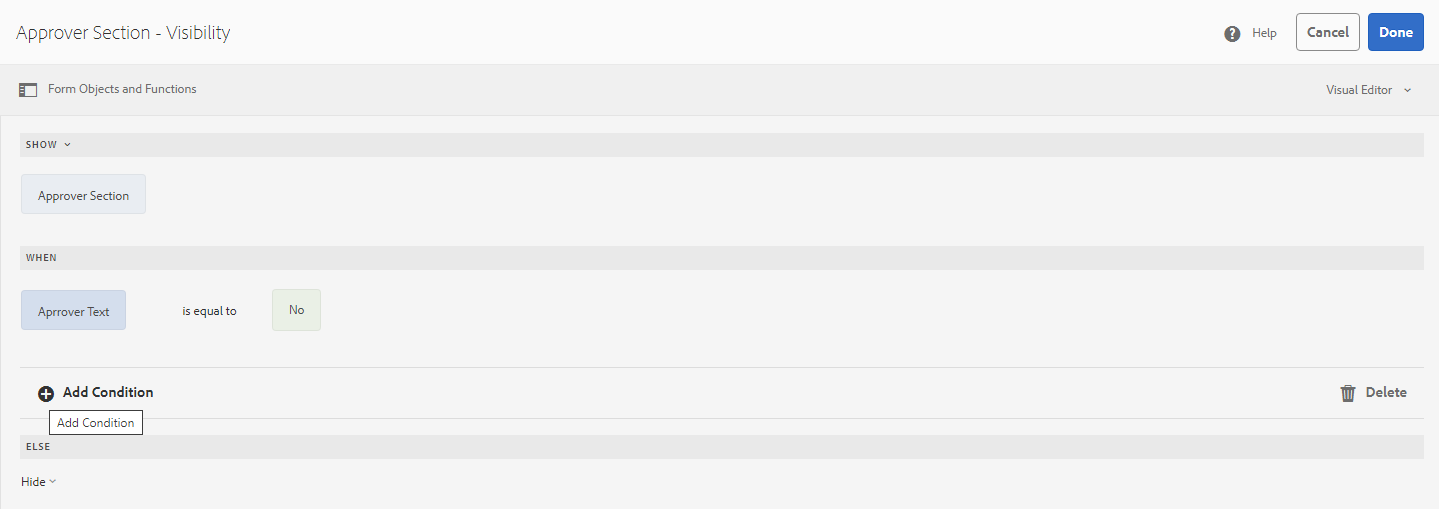 Approver Section - Visibility
Help
Cancel
Done
Form Objects and Functions
Visual Editor
SHOW
Approver Section
WHEN
Aprrover Text
is equal to
No
Add Condition
Delete
Add Condition
ELSE
Hide